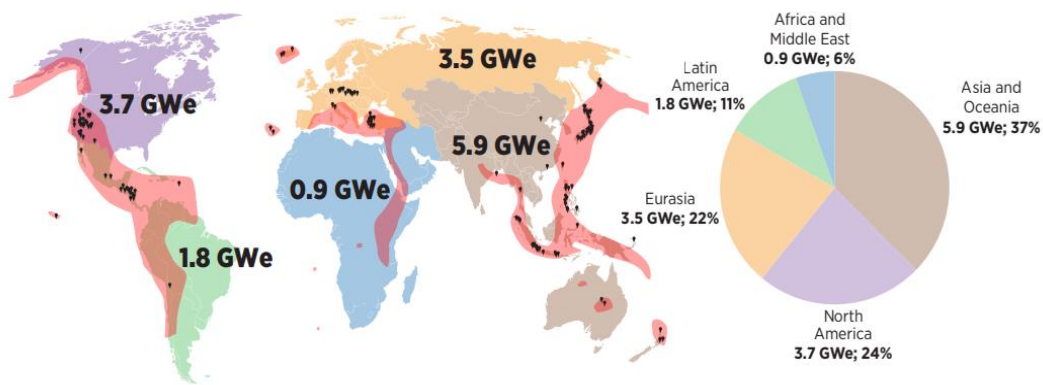 3.7 GWe
1.8 GWe
3.5 GWe
5.9 GWe
0.9 GWe
Africa and
Middle East
0.9 GWe; 6%
Latin
America
1.8 GWe; 11%
Asia and
Oceania
5.9 GWe; 37%
Eurasia
3.5 GWe; 22%
North
America
3.7 GWe; 24%